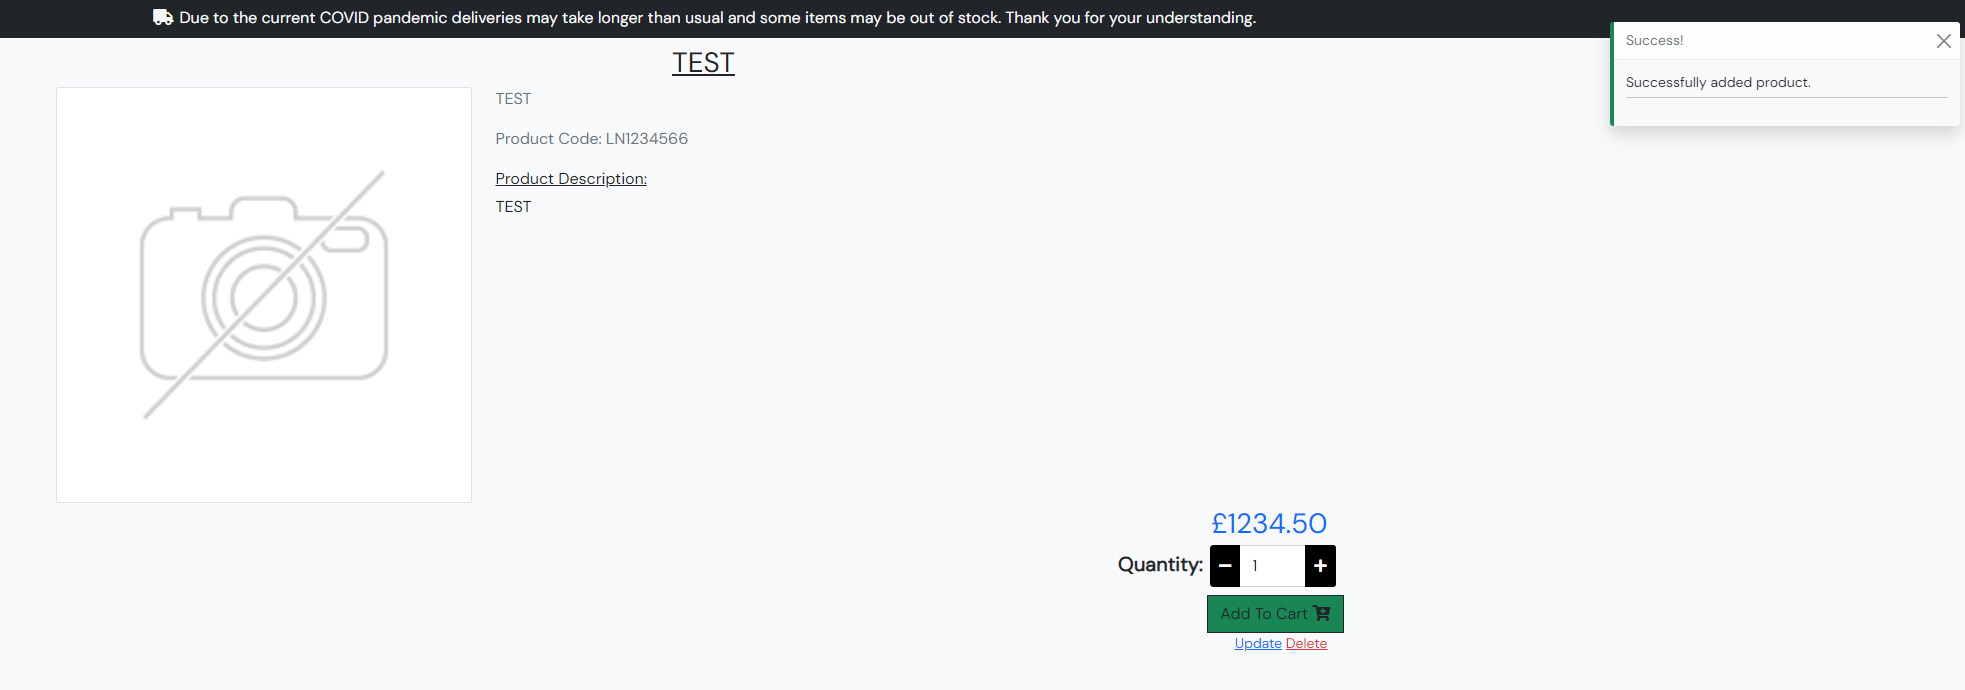 Due to the current COVID pandemic deliveries may take longer than usual and some items may be out of stock. Thank you for your understanding.
Success!
Successfully added product.
TEST
TEST
Product Code: LN1234566
Product Description:
TEST
£1234.50
Quantity: 1
Add To Cart
Update Delete